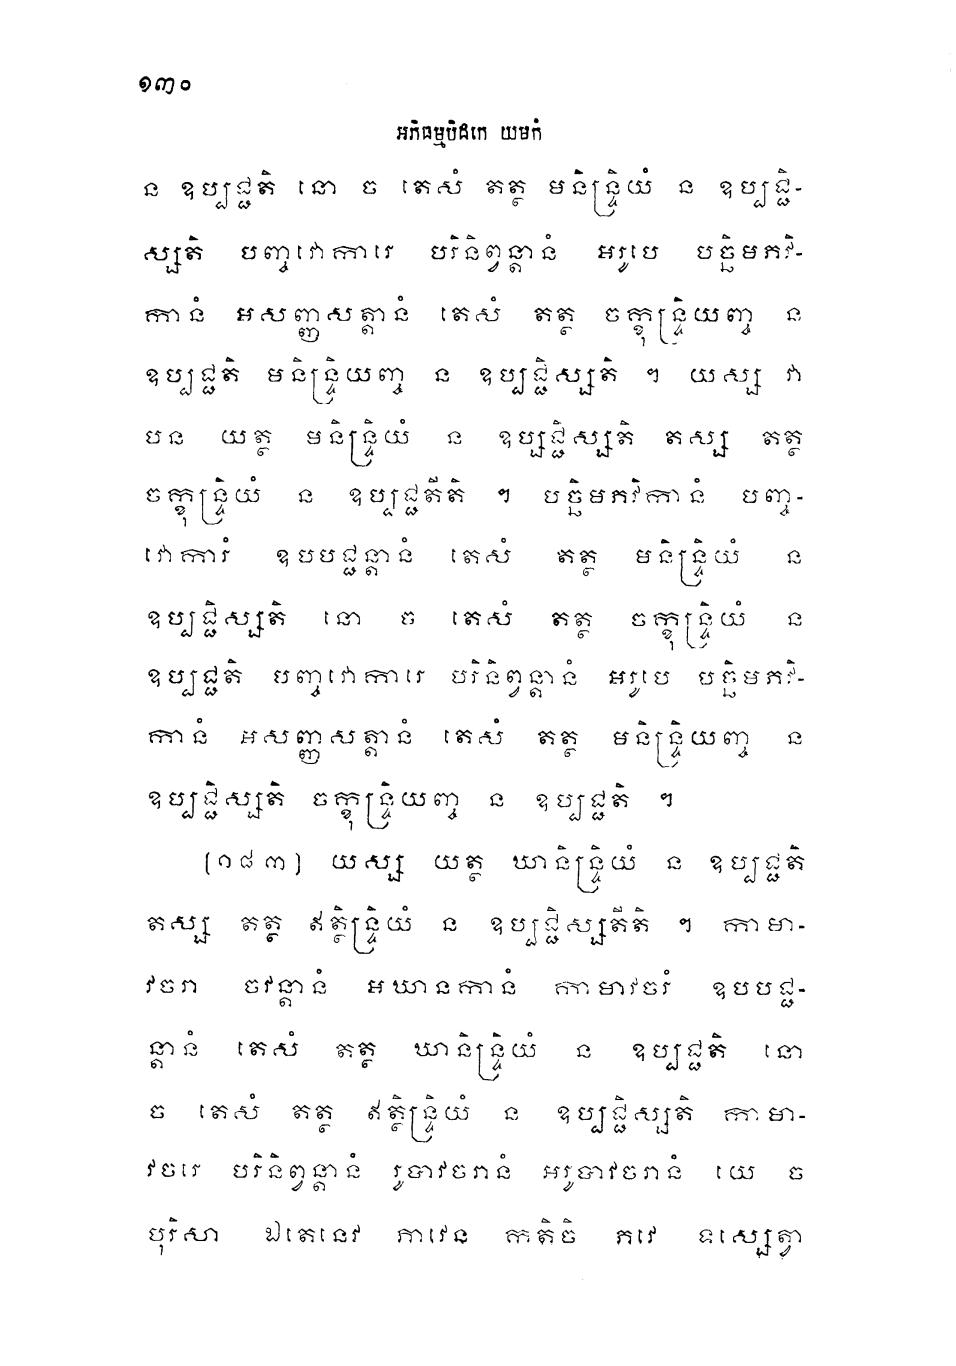 ១៣០
អភិធម្មបិដកេ យមកំ
ន ឧប្បជ្ជតិ នោ ច តេសំ តត្ថ មនិន្ទ្រិយំ ន ឧប្បជ្ជិ-
ស្សតិ បញ្ចវោការេ បរិនិព្វន្តានំ អរូបេ បច្ឆិមភវិ-
កានំ អសញ្ញសត្តានំ តេសំ តត្ថ ចក្ខុន្ទ្រិយញ្ច ន
ឧប្បជ្ជតិ មនិន្ទ្រិយញ្ច ន ឧប្បជ្ជិស្សតិ ។ យស្ស វា
បន យត្ថ មនិន្ទ្រិយំ ន ឧប្បជ្ជិស្សតិ តស្ស តត្ថ
ចក្ខុន្ទ្រិយំ ន ឧប្បជ្ជតីតិ ។ បច្ឆិមភវិកានំ បញ្ច-
វោការំ ឧបបជ្ជន្តានំ តេសំ តត្ថ មនិន្ទ្រិយំ ន
ឧប្បជ្ជិស្សតិ នោ ច តេសំ តត្ថ ចក្ខុន្ទ្រិយំ ន
ឧប្បជ្ជតិ បញ្ចវោការេ បរិនិព្វន្តានំ អរូបេ បច្ឆិមភវិ-
កានំ អសញ្ញសត្តានំ តេសំ តត្ថ មនិន្ទ្រិយញ្ច ន
ឧប្បជ្ជិស្សតិ ចក្ខុន្ទ្រិយញ្ច ន ឧប្បជ្ជតិ ។
(១៨៣) យស្ស យត្ថ ឃានិន្ទ្រិយំ ន ឧប្បជ្ជតិ
តស្ស តត្ថ ឥត្ថិន្ទ្រិយំ ន ឧប្បជ្ជិស្សតីតិ ។ កាមា-
វចរា ចវន្តានំ អឃានកានំ កាមាវចរំ ឧបបជ្ជ-
ន្តានំ តេសំ តត្ថ ឃានិន្ទ្រិយំ ន ឧប្បជ្ជតិ នោ
ច តេសំ តត្ថ ឥត្ថិន្ទ្រិយំ ន ឧប្បជ្ជិស្សតិ កាមា-
វចរេ បរិនិព្វន្តានំ រូបាវចរានំ អរូបាវចរានំ យេ ច
បុរិសា ឯតេនេវ ភាវេន កតិចិ ភវេ ទស្សេត្វា